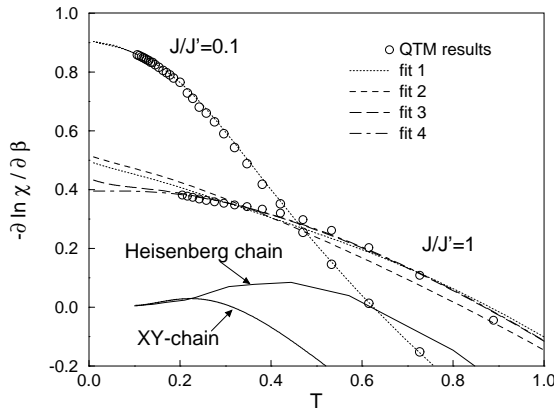 1.0
0.8
0.6
0.4
0.2
0.0
-0.2
-∂ ln χ / ∂ β
J/J'=0.1
QTM results
fit 1
fit 2
fit 3
fit 4
J/J'=1
Heisenberg chain
XY-chain
0.0 0.2 0.4 0.6 0.8 1.0
T